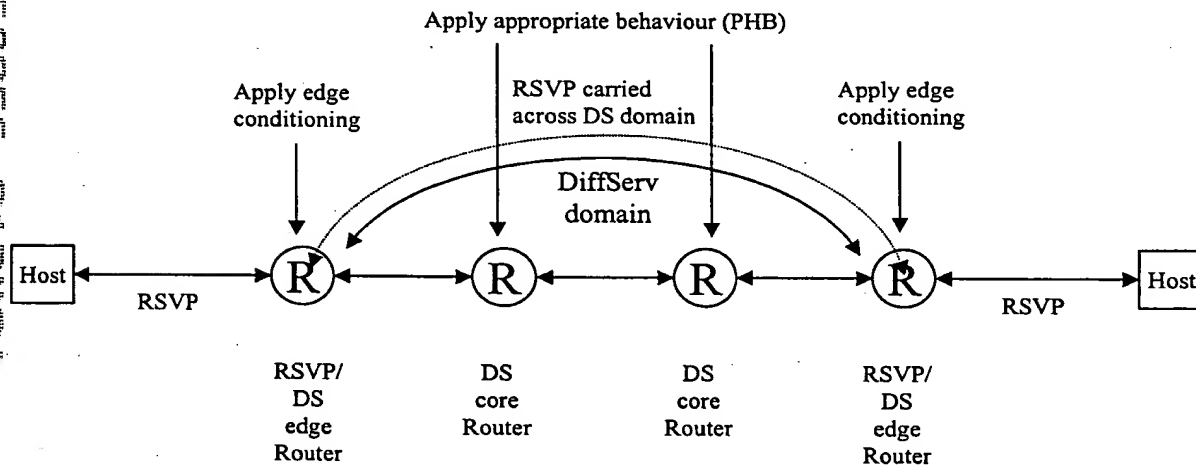 Apply appropriate behaviour (PHB)
Apply edge
conditioning
RSVP carried
across DS domain
Apply edge
conditioning
DiffServ
domain
Host
R
R
R
R
Host
RSVP
RSVP
RSVP/
DS
edge
Router
DS
core
Router
DS
core
Router
RSVP/
DS
edge
Router